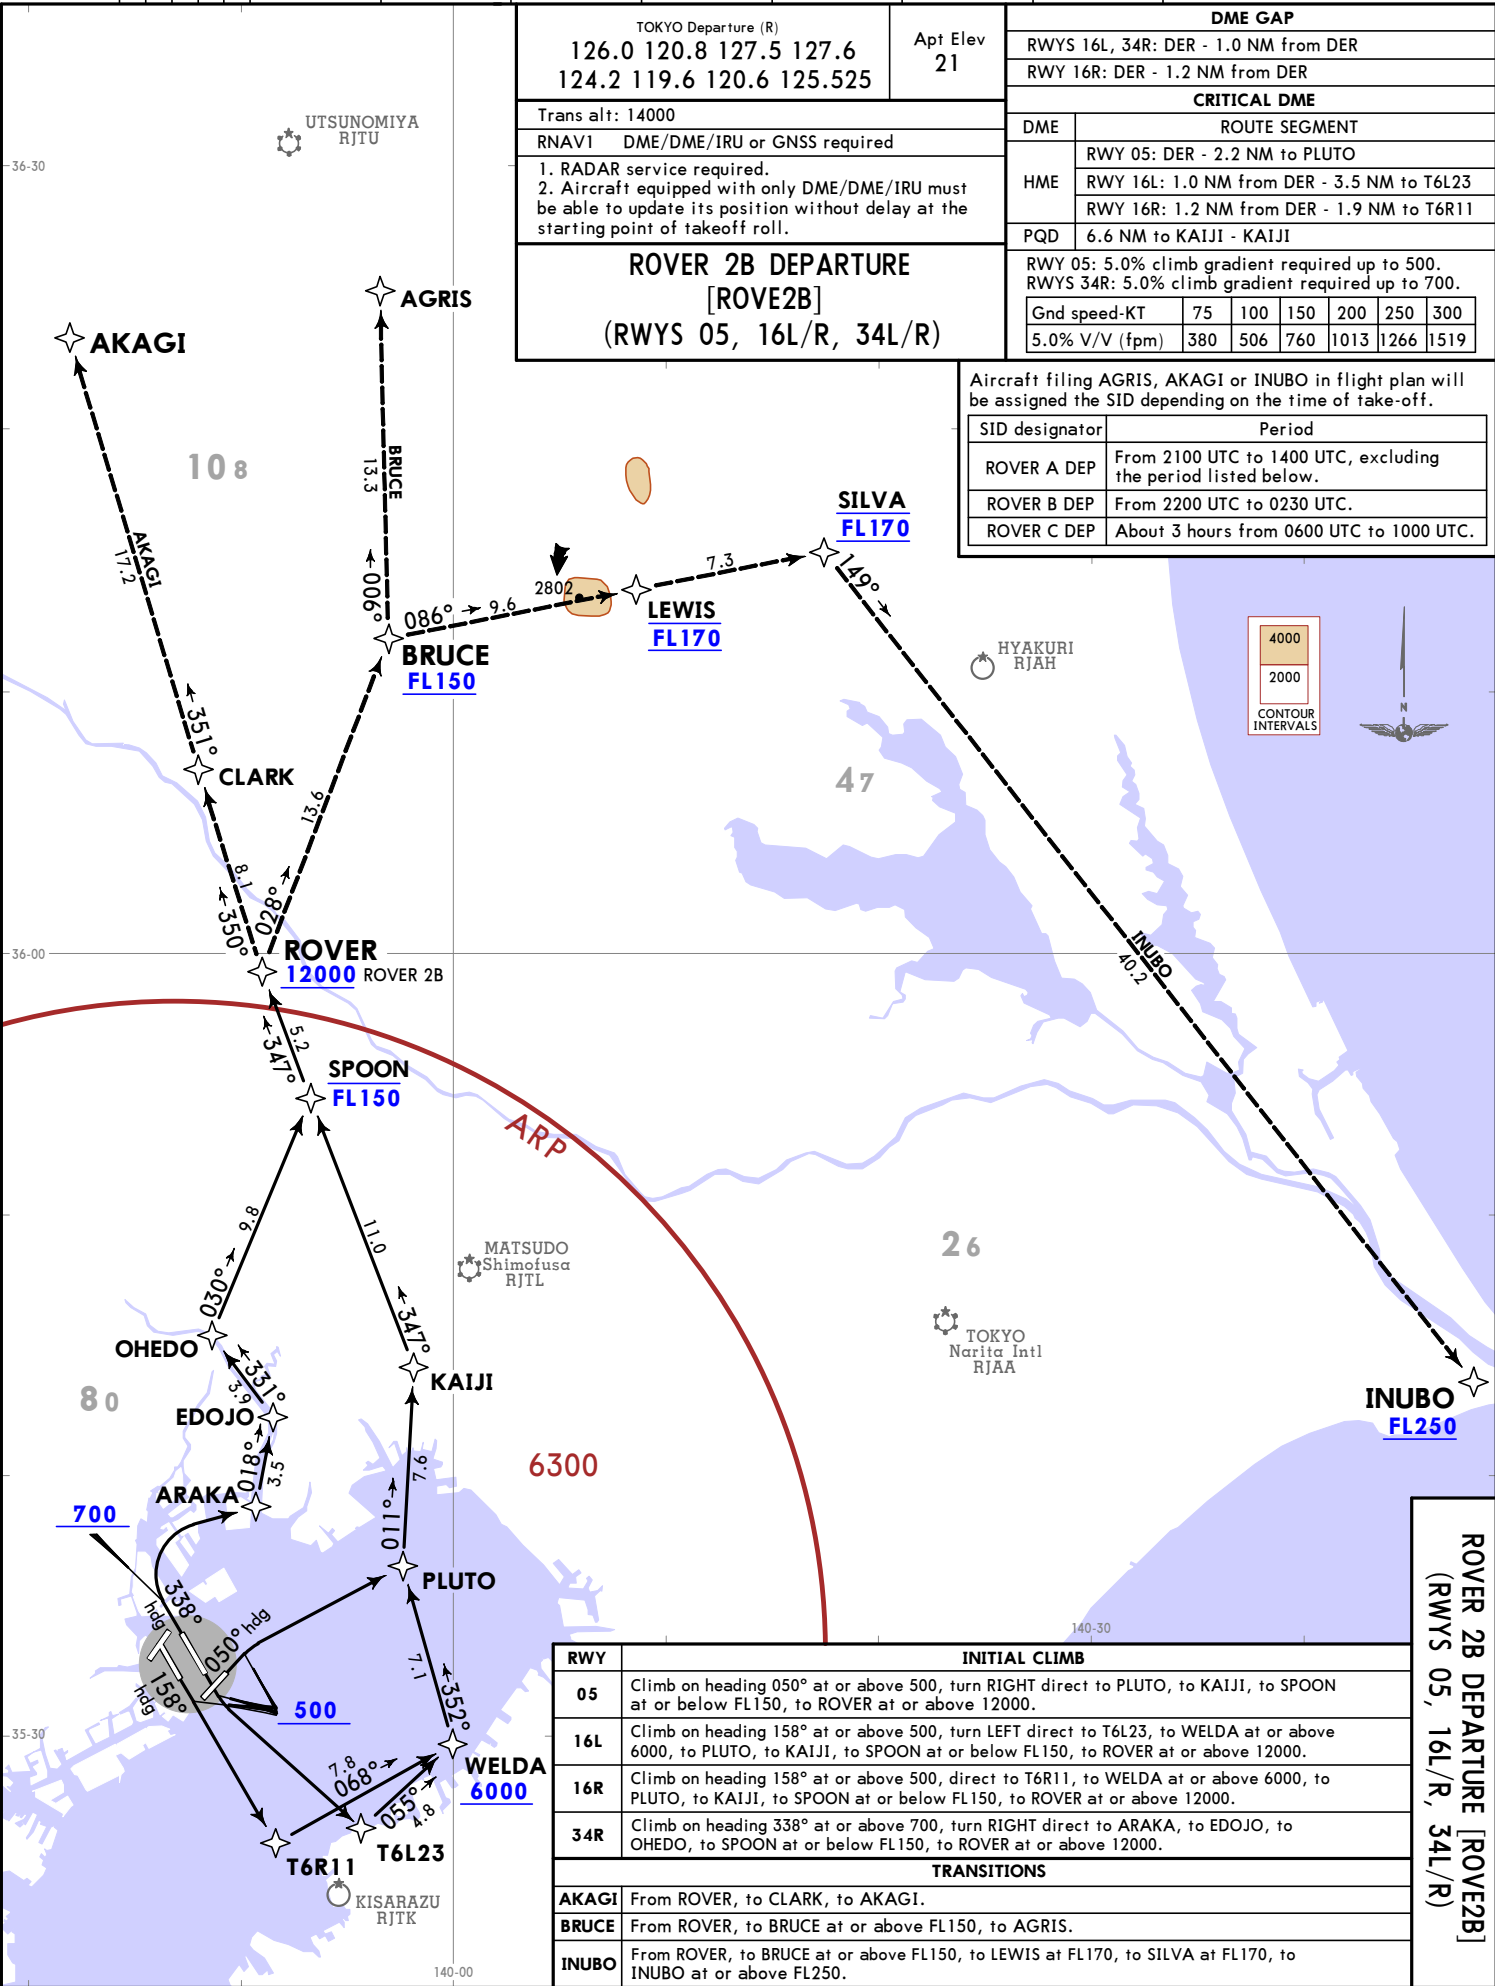 TOKYO Departure (R)
126.0 120.8 127.5 127.6
124.2 119.6 120.6 125.525
Apt Elev
21
Trans alt: 14000
RNAV1 DME/DME/IRU or GNSS required
1. RADAR service required.
2. Aircraft equipped with only DME/DME/IRU must
be able to update its position without delay at the
starting point of takeoff roll.
ROVER 2B DEPARTURE
[ROVE2B]
(RWYS 05, 16L/R, 34L/R)
DME GAP
RWYS 16L, 34R: DER - 1.0 NM from DER
RWY 16R: DER - 1.2 NM from DER
CRITICAL DME
DME ROUTE SEGMENT
HME
RWY 05: DER - 2.2 NM to PLUTO
RWY 16L: 1.0 NM from DER - 3.5 NM to T6L23
RWY 16R: 1.2 NM from DER - 1.9 NM to T6R11
PQD 6.6 NM to KAIJI - KAIJI
RWY 05: 5.0% climb gradient required up to 500.
RWYS 34R: 5.0% climb gradient required up to 700.
Gnd speed-KT 75 100 150 200 250 300
5.0% V/V (fpm) 380 506 760 1013 1266 1519
Aircraft filing AGRIS, AKAGI or INUBO in flight plan will
be assigned the SID depending on the time of take-off.
SID designator Period
ROVER A DEP From 2100 UTC to 1400 UTC, excluding
the period listed below.
ROVER B DEP From 2200 UTC to 0230 UTC.
ROVER C DEP About 3 hours from 0600 UTC to 1000 UTC.
UTSUNOMIYA
RJTU
36-30
AGRIS
AKAGI
10 8
BRUCE
13.3
AKAGI
17.2
006°
SILVA
FL170
7.3
149°
2802
086° 9.6
LEWIS
FL170
BRUCE
FL150
HYAKURI
RJAH
4000
2000
CONTOUR
INTERVALS
N
351°
CLARK
4 7
13.6
8.1
028°
350°
INUBO
40.2
36-00
ROVER
12000 ROVER 2B
5.2
347°
SPOON
FL150
ARP
9.8
11.0
MATSUDO
Shimofusa
RJTL
2 6
030°
347°
TOKYO
Narita Intl
RJAA
OHEDO
331°
3.9
KAIJI
8 0
EDOJO
INUBO
FL250
018°
3.5
7.6
6300
ARAKA
700
011°
PLUTO
338°
hdg
050° hdg
140-30
158°
hdg
7.1
352°
500
35-30
7.8
068°
WELDA
6000
055°
4.8
T6R11
T6L23
KISARAZU
RJTK
140-00
RWY INITIAL CLIMB
05 Climb on heading 050° at or above 500, turn RIGHT direct to PLUTO, to KAIJI, to SPOON
at or below FL150, to ROVER at or above 12000.
16L Climb on heading 158° at or above 500, turn LEFT direct to T6L23, to WELDA at or above
6000, to PLUTO, to KAIJI, to SPOON at or below FL150, to ROVER at or above 12000.
16R Climb on heading 158° at or above 500, direct to T6R11, to WELDA at or above 6000, to
PLUTO, to KAIJI, to SPOON at or below FL150, to ROVER at or above 12000.
34R Climb on heading 338° at or above 700, turn RIGHT direct to ARAKA, to EDOJO, to
OHEDO, to SPOON at or below FL150, to ROVER at or above 12000.
TRANSITIONS
AKAGI From ROVER, to CLARK, to AKAGI.
BRUCE From ROVER, to BRUCE at or above FL150, to AGRIS.
INUBO From ROVER, to BRUCE at or above FL150, to LEWIS at FL170, to SILVA at FL170, to
INUBO at or above FL250.
ROVER 2B DEPARTURE [ROVE2B]
(RWYS 05, 16L/R, 34L/R)